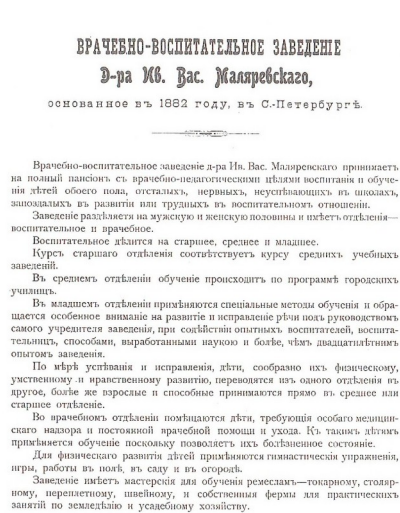 ВРАЧЕБНО-ВОСПИТАТЕЛЬНОЕ ЗАВЕДЕНІЕ
Д-ра Ив. Вас. Маляревскаго,
основанное въ 1882 году, въ С.-Петербургѣ.
Врачебно-воспитательное заведеніе д-ра Ив. Вас. Маляревскаго принимаетъ
на полный пансіонъ съ врачебно-педагогическими цѣлями воспитанія и обуче-
нія дѣтей обоего пола, отсталыхъ, нервныхъ, неуспѣвающихъ въ школахъ,
запоздалыхъ въ развитіи или трудныхъ въ воспитательномъ отношеніи.
Заведеніе раздѣляется на мужскую и женскую половины и имѣетъ отдѣленія—
воспитательное и врачебное.
Воспитательное дѣлится на старшее, среднее и младшее.
Курсъ старшаго отдѣленія соотвѣтствуетъ курсу среднихъ учебныхъ
заведеній.
Въ среднемъ отдѣленіи обученіе происходитъ по программѣ городскихъ
училищъ.
Въ младшемъ отдѣленіи примѣняются спеціальные методы обученія и обра-
щается особенное вниманіе на развитіе и исправленіе рѣчи подъ руководствомъ
самого учредителя заведенія, при содѣйствіи опытныхъ воспитателей, воспита-
тельницъ, способами, выработанными наукою и болѣе, чѣмъ двадцатилѣтнимъ
опытомъ заведенія.
По мѣрѣ успѣванія и исправленія, дѣти, сообразно ихъ физическому,
умственному и нравственному развитію, переводятся изъ одного отдѣленія въ
другое, болѣе же взрослые и способные принимаются прямо въ среднее или
старшее отдѣленіе.
Во врачебномъ отдѣленіи помѣщаются дѣти, требующія особаго медицин-
скаго надзора и постоянной врачебной помощи и ухода. Къ такимъ дѣтямъ
примѣняется обученіе поскольку позволяетъ ихъ болѣзненное состояніе.
Для физическаго развитія дѣтей примѣняются гимнастическія упражненія,
игры, работы въ полѣ, въ саду и въ огородѣ.
Заведеніе имѣетъ мастерскія для обученія ремесламъ—токарному, столяр-
ному, переплетному, швейному, и собственныя фермы для практическихъ
занятій по земледѣлію и усадебному хозяйству.